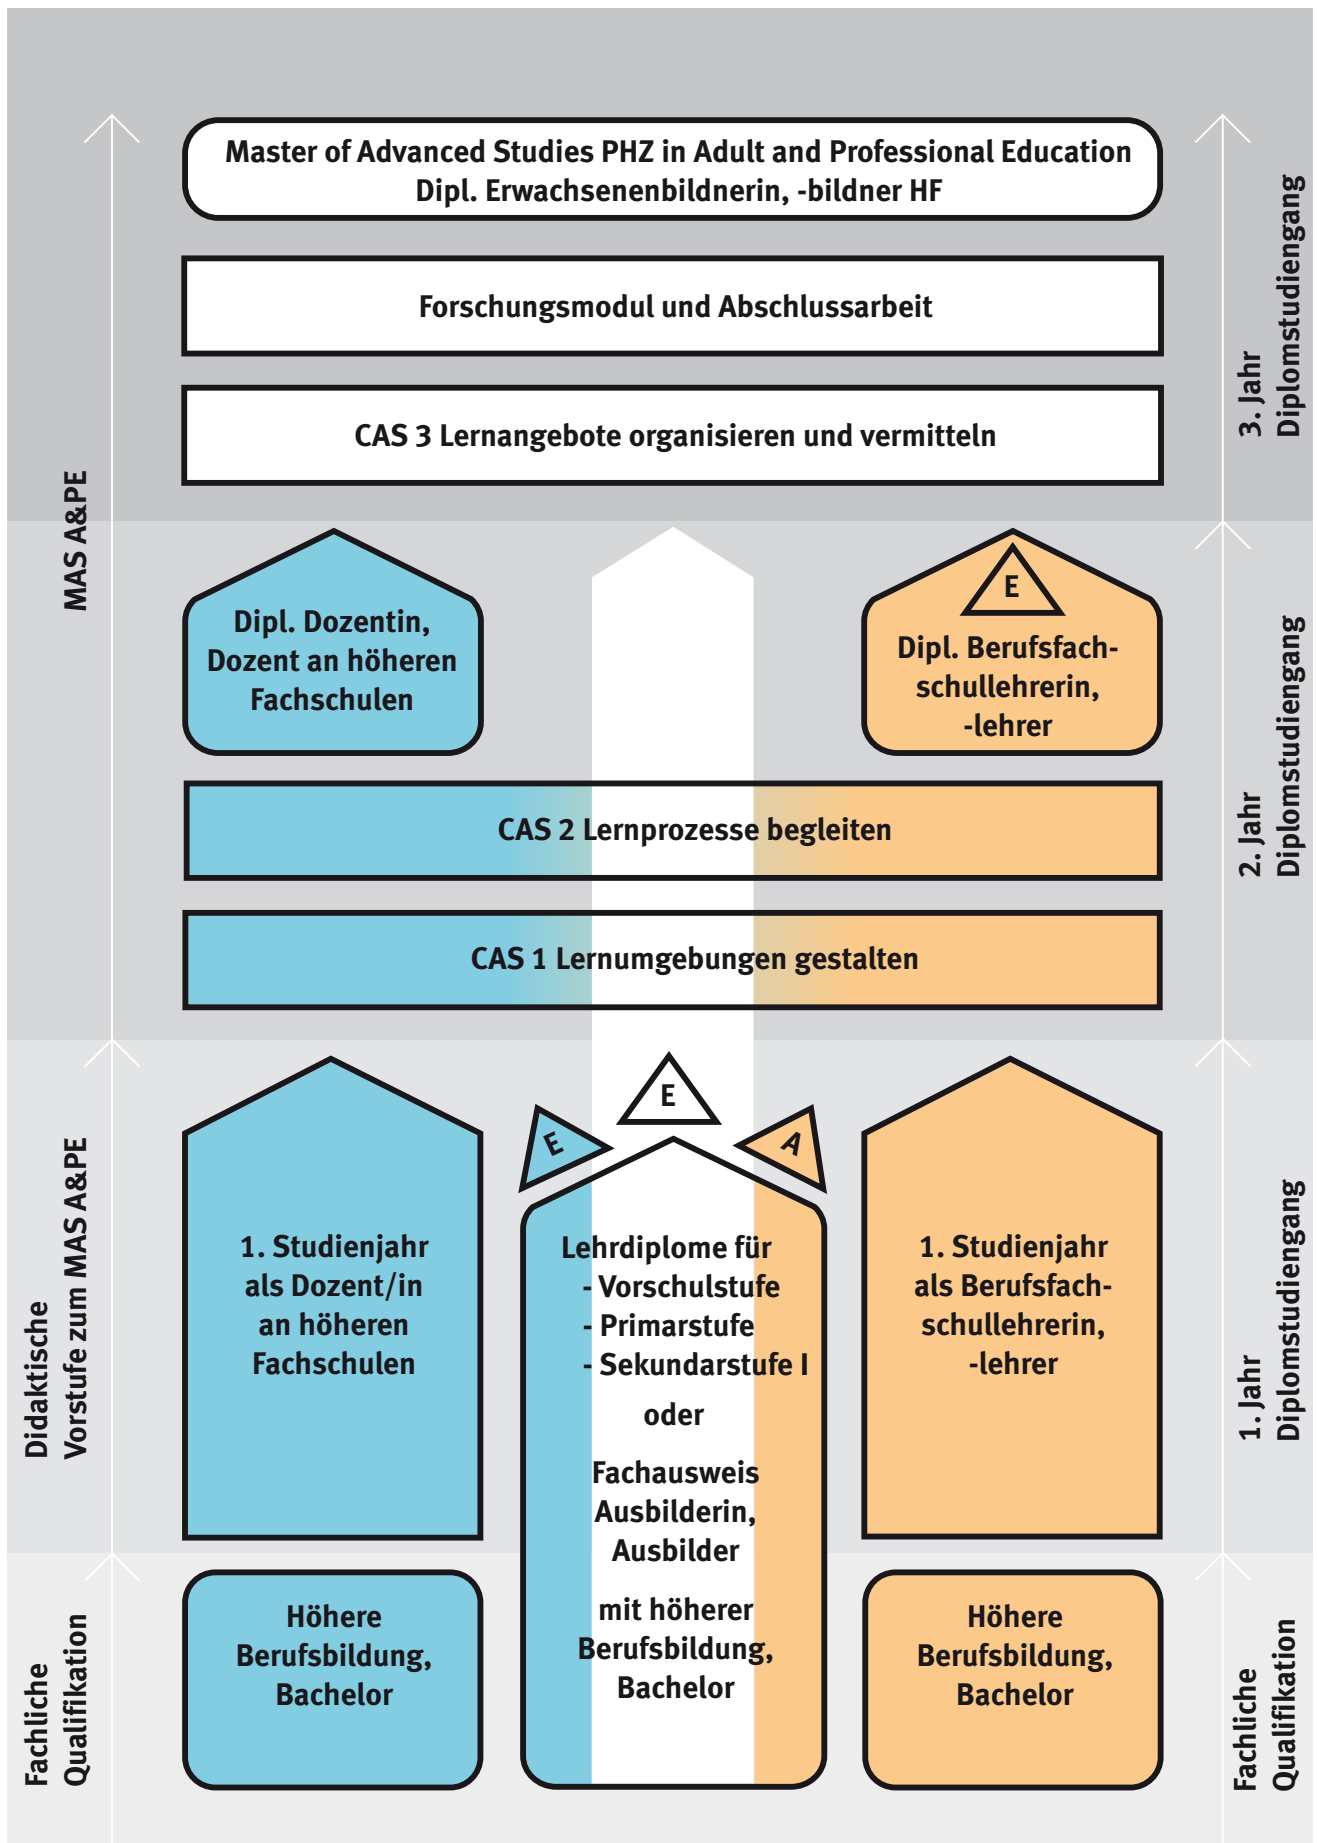 Master of Advanced Studies PHZ in Adult and Professional Education
Dipl. Erwachsenenbildnerin, -bildner HF
Forschungsmodul und Abschlussarbeit
CAS 3 Lernangebote organisieren und vermitteln
3. Jahr
Diplomstudiengang
MAS A&PE
Dipl. Dozentin,
Dozent an höheren
Fachschulen
E
Dipl. Berufsfach-
schullehrerin,
-lehrer
CAS 2 Lernprozesse begleiten
CAS 1 Lernumgebungen gestalten
2. Jahr
Diplomstudiengang
Didaktische
Vorstufe zum MAS A&PE
1. Studienjahr
als Dozent/in
an höheren
Fachschulen
E
E
A
Lehrdiplome für
- Vorschulstufe
- Primarstufe
- Sekundarstufe I
oder
Fachausweis
Ausbilderin,
Ausbilder
mit höherer
Berufsbildung,
Bachelor
1. Studienjahr
als Berufsfach-
schullehrerin,
-lehrer
1. Jahr
Diplomstudiengang
Fachliche
Qualifikation
Höhere
Berufsbildung,
Bachelor
Höhere
Berufsbildung,
Bachelor
Fachliche
Qualifikation